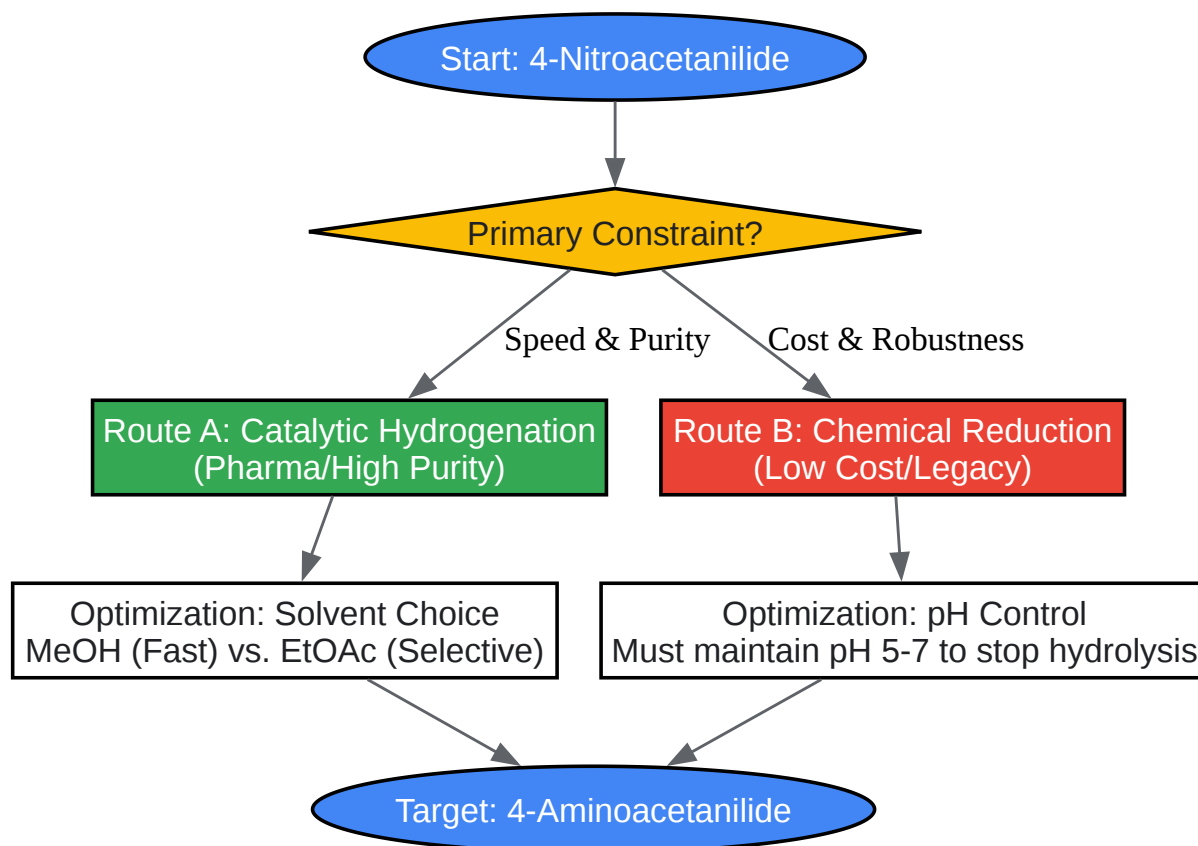 Start: 4-Nitroacetanilide
Primary Constraint?
Speed & Purity
Cost & Robustness
Route A: Catalytic Hydrogenation
(Pharma/High Purity)
Route B: Chemical Reduction
(Low Cost/Legacy)
Optimization: Solvent Choice
MeOH (Fast) vs. EtOAc (Selective)
Optimization: pH Control
Must maintain pH 5-7 to stop hydrolysis
Target: 4-Aminoacetanilide